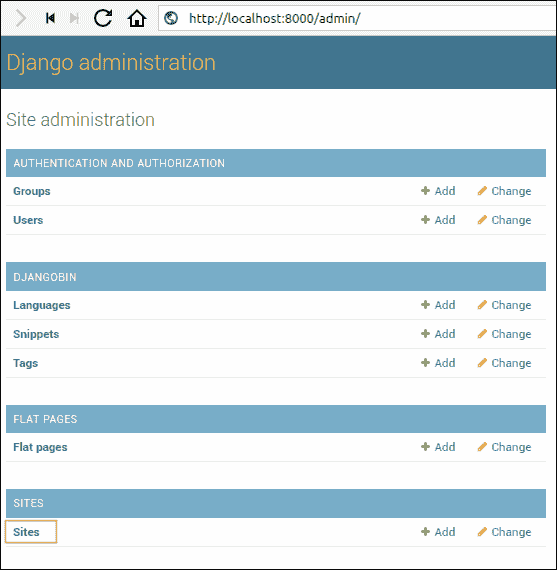 http://localhost:8000/admin/
Django administration
Site administration
AUTHENTICATION AND AUTHORIZATION
Groups Add Change
Users Add Change
DJANGOBIN
Languages Add Change
Snippets Add Change
Tags Add Change
FLAT PAGES
Flat pages Add Change
SITES
Sites Add Change